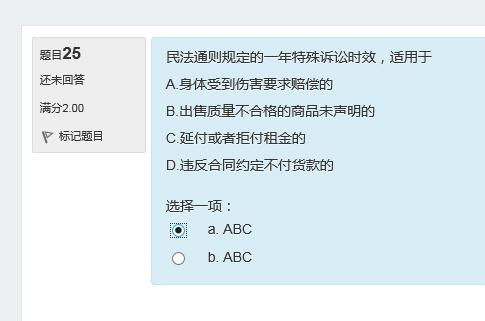 题目25
还未回答
满分2.00
标记题目
民法通则规定的一年特殊诉讼时效，适用于
A.身体受到伤害要求赔偿的
B.出售质量不合格的商品未声明的
C.延付或者拒付租金的
D.违反合同约定不付货款的
选择一项：
a. ABC
b. ABC